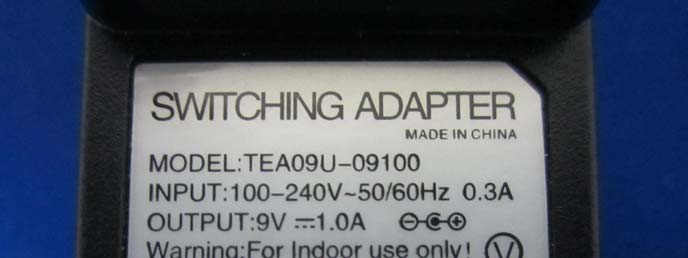 SWITCHING ADAPTER
MADE IN CHINA
MODEL:TEA09U-09100
INPUT:100-240V~50/60Hz 0.3A
OUTPUT:9V⎓1.0A
Warning:For Indoor use only! V